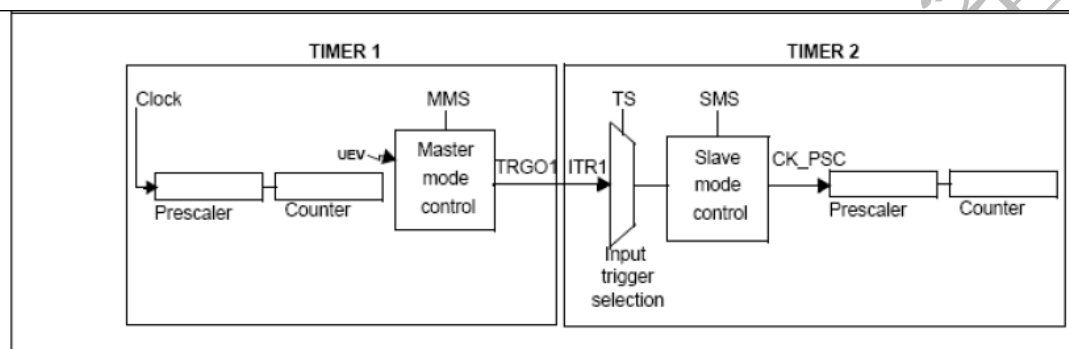 TIMER 1
TIMER 2
Clock
MMS
TS
SMS
UEV
Master
mode
control
TRGO1
ITR1
Slave
mode
control
CK_PSC
Prescaler
Counter
Prescaler
Counter
Input
trigger
selection